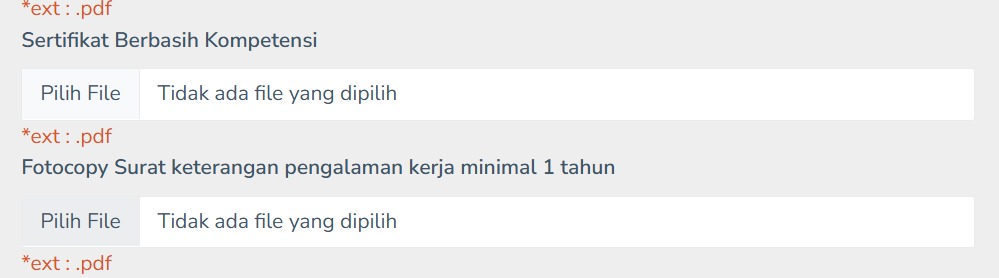 *ext : .pdf
Sertifikat Berbasih Kompetensi
Pilih File Tidak ada file yang dipilih
*ext : .pdf
Fotocopy Surat keterangan pengalaman kerja minimal 1 tahun
Pilih File Tidak ada file yang dipilih
*ext : .pdf